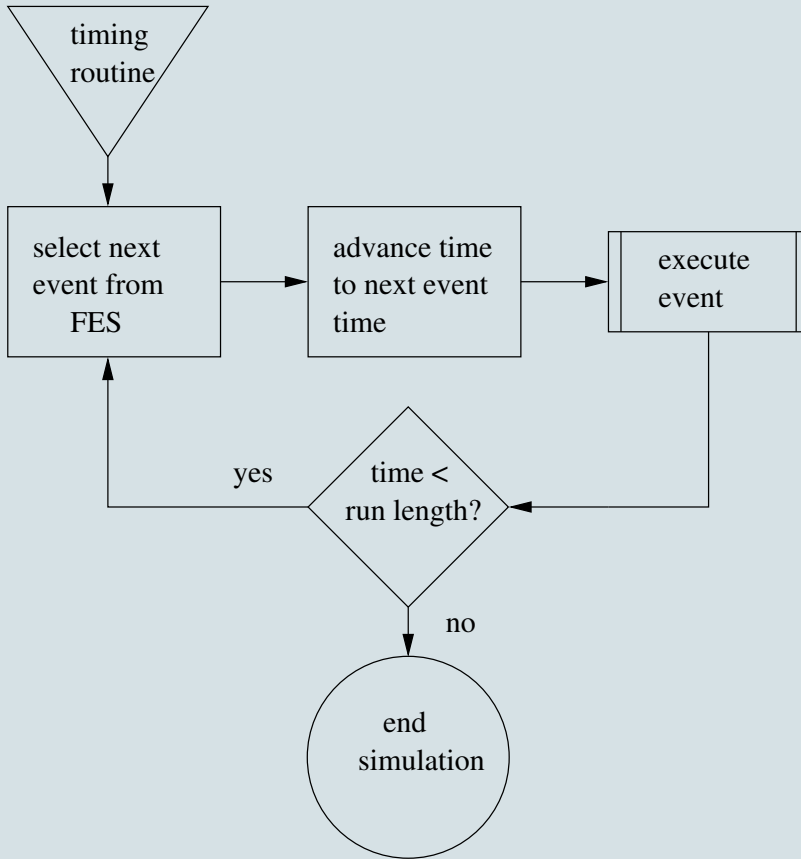 timing
routine
select next
event from
FES
advance time
to next event
time
execute
event
time <
run length?
yes
no
end
simulation